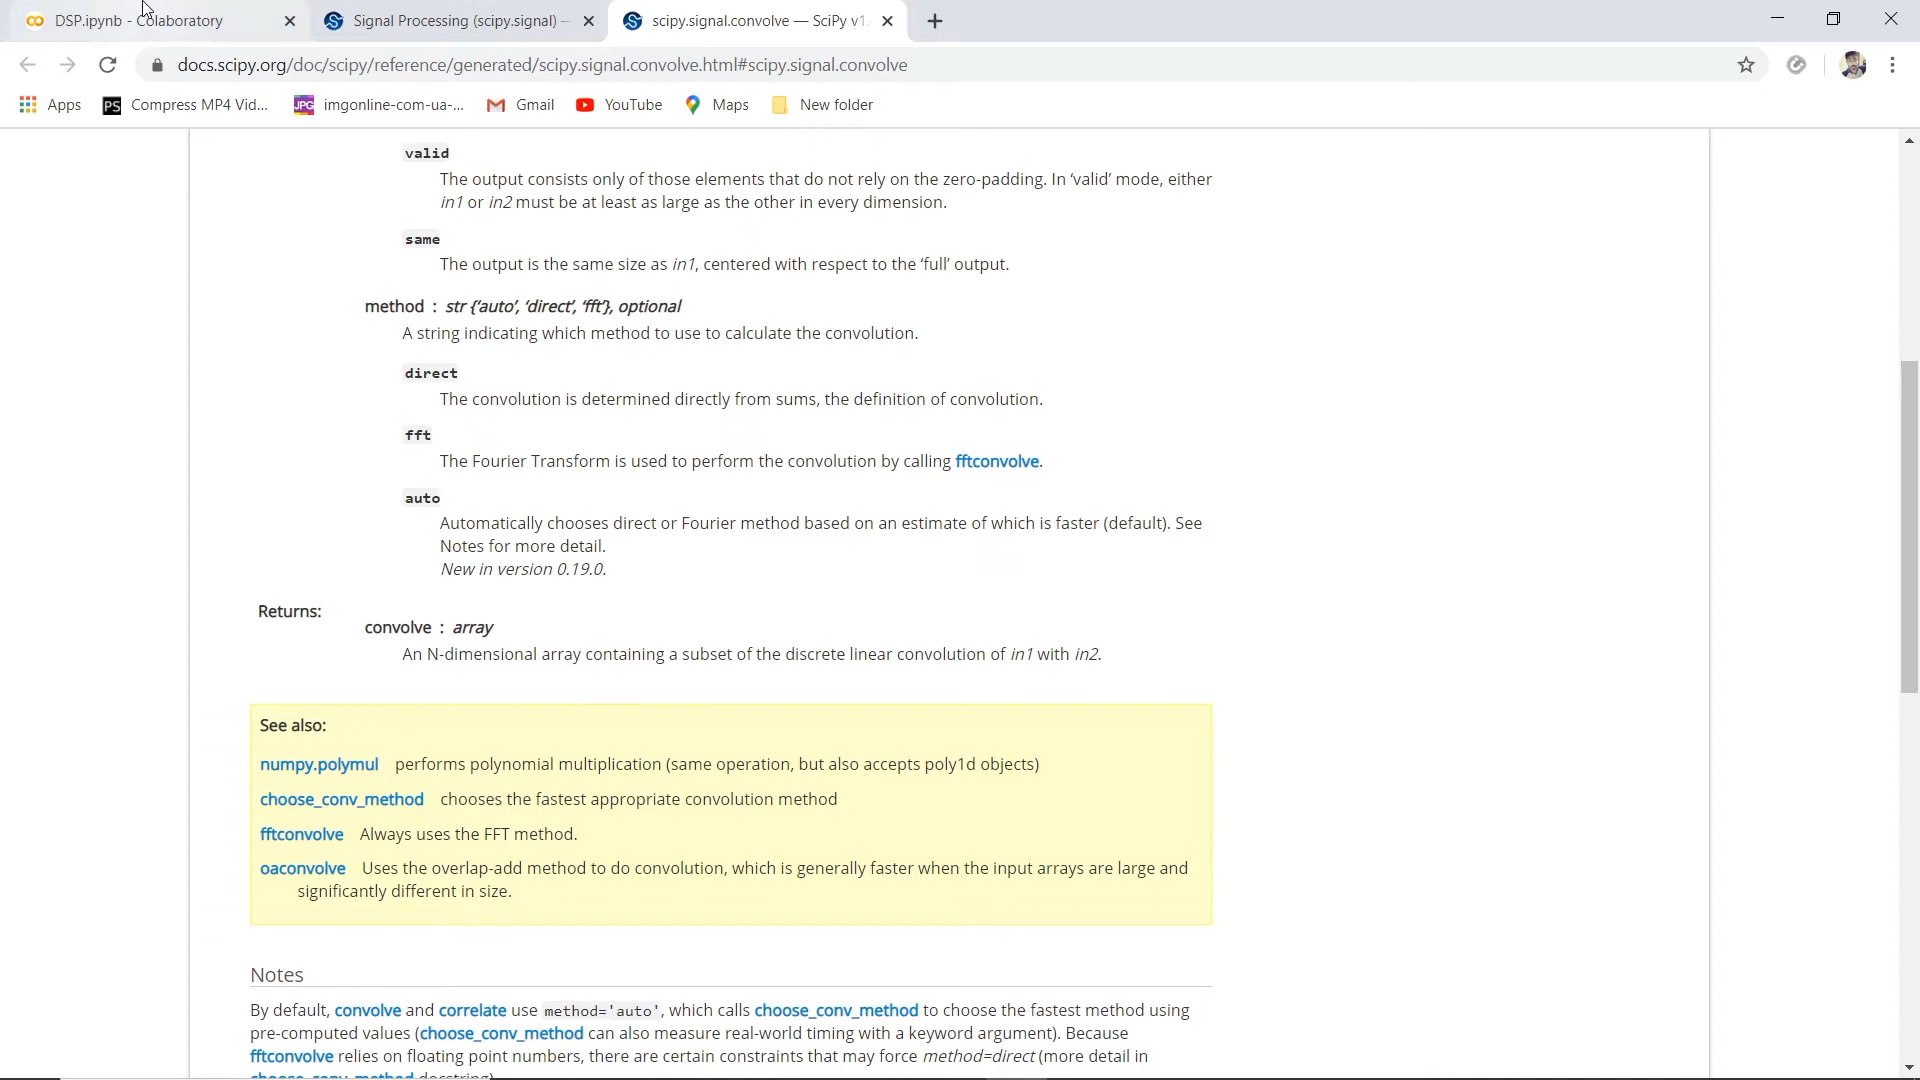 DSP.ipynb - Colaboratory
Signal Processing (scipy.signal) —
scipy.signal.convolve — SciPy v1.
docs.scipy.org/doc/scipy/reference/generated/scipy.signal.convolve.html#scipy.signal.convolve
Apps
PS Compress MP4 Vid...
JPG imgonline-com-ua-...
Gmail
YouTube
Maps
New folder
valid
The output consists only of those elements that do not rely on the zero-padding. In ‘valid’ mode, either
in1 or in2 must be at least as large as the other in every dimension.
same
The output is the same size as in1, centered with respect to the ‘full’ output.
method : str {‘auto’, ‘direct’, ‘fft’}, optional
A string indicating which method to use to calculate the convolution.
direct
The convolution is determined directly from sums, the definition of convolution.
fft
The Fourier Transform is used to perform the convolution by calling fftconvolve.
auto
Automatically chooses direct or Fourier method based on an estimate of which is faster (default). See
Notes for more detail.
New in version 0.19.0.
Returns:
convolve : array
An N-dimensional array containing a subset of the discrete linear convolution of in1 with in2.
See also:
numpy.polymul performs polynomial multiplication (same operation, but also accepts poly1d objects)
choose_conv_method chooses the fastest appropriate convolution method
fftconvolve Always uses the FFT method.
oaconvolve Uses the overlap-add method to do convolution, which is generally faster when the input arrays are large and
significantly different in size.
Notes
By default, convolve and correlate use method='auto', which calls choose_conv_method to choose the fastest method using
pre-computed values (choose_conv_method can also measure real-world timing with a keyword argument). Because
fftconvolve relies on floating point numbers, there are certain constraints that may force method=direct (more detail in
choose_conv_method docstring)